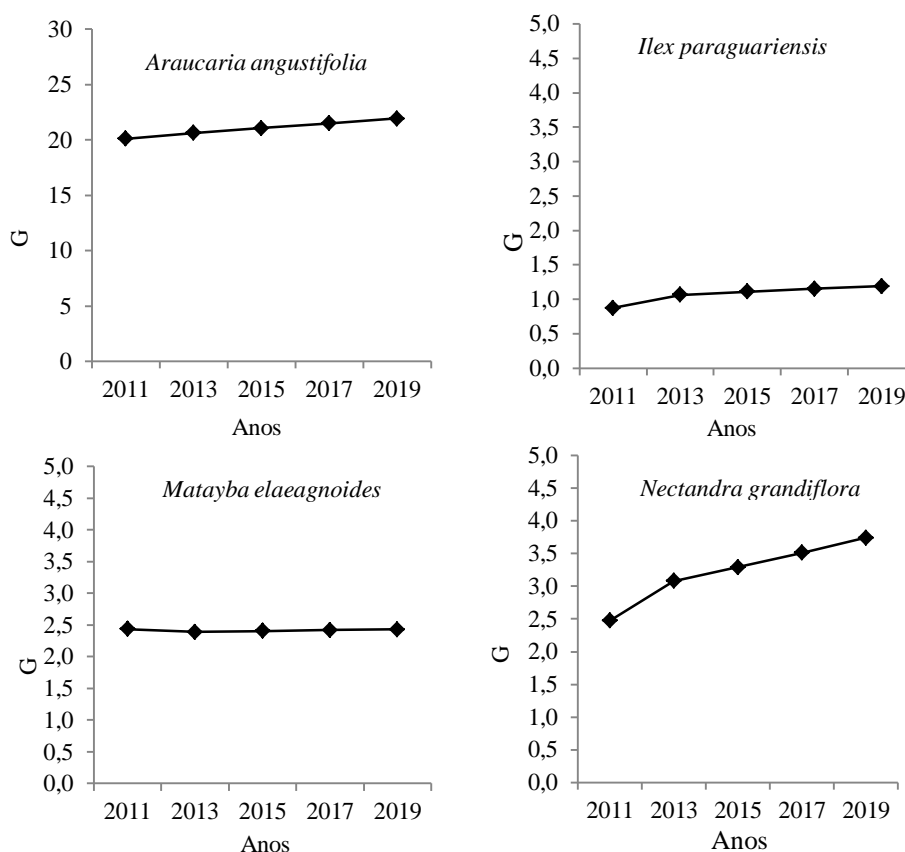 Araucaria angustifolia
30
25
20
15
10
5
0
G
2011 2013 2015 2017 2019
Anos
Ilex paraguariensis
5,0
4,5
4,0
3,5
3,0
2,5
2,0
1,5
1,0
0,5
0,0
G
2011 2013 2015 2017 2019
Anos
Matayba elaeagnoides
5,0
4,5
4,0
3,5
3,0
2,5
2,0
1,5
1,0
0,5
0,0
G
2011 2013 2015 2017 2019
Anos
Nectandra grandiflora
5,0
4,5
4,0
3,5
3,0
2,5
2,0
1,5
1,0
0,5
0,0
G
2011 2013 2015 2017 2019
Anos